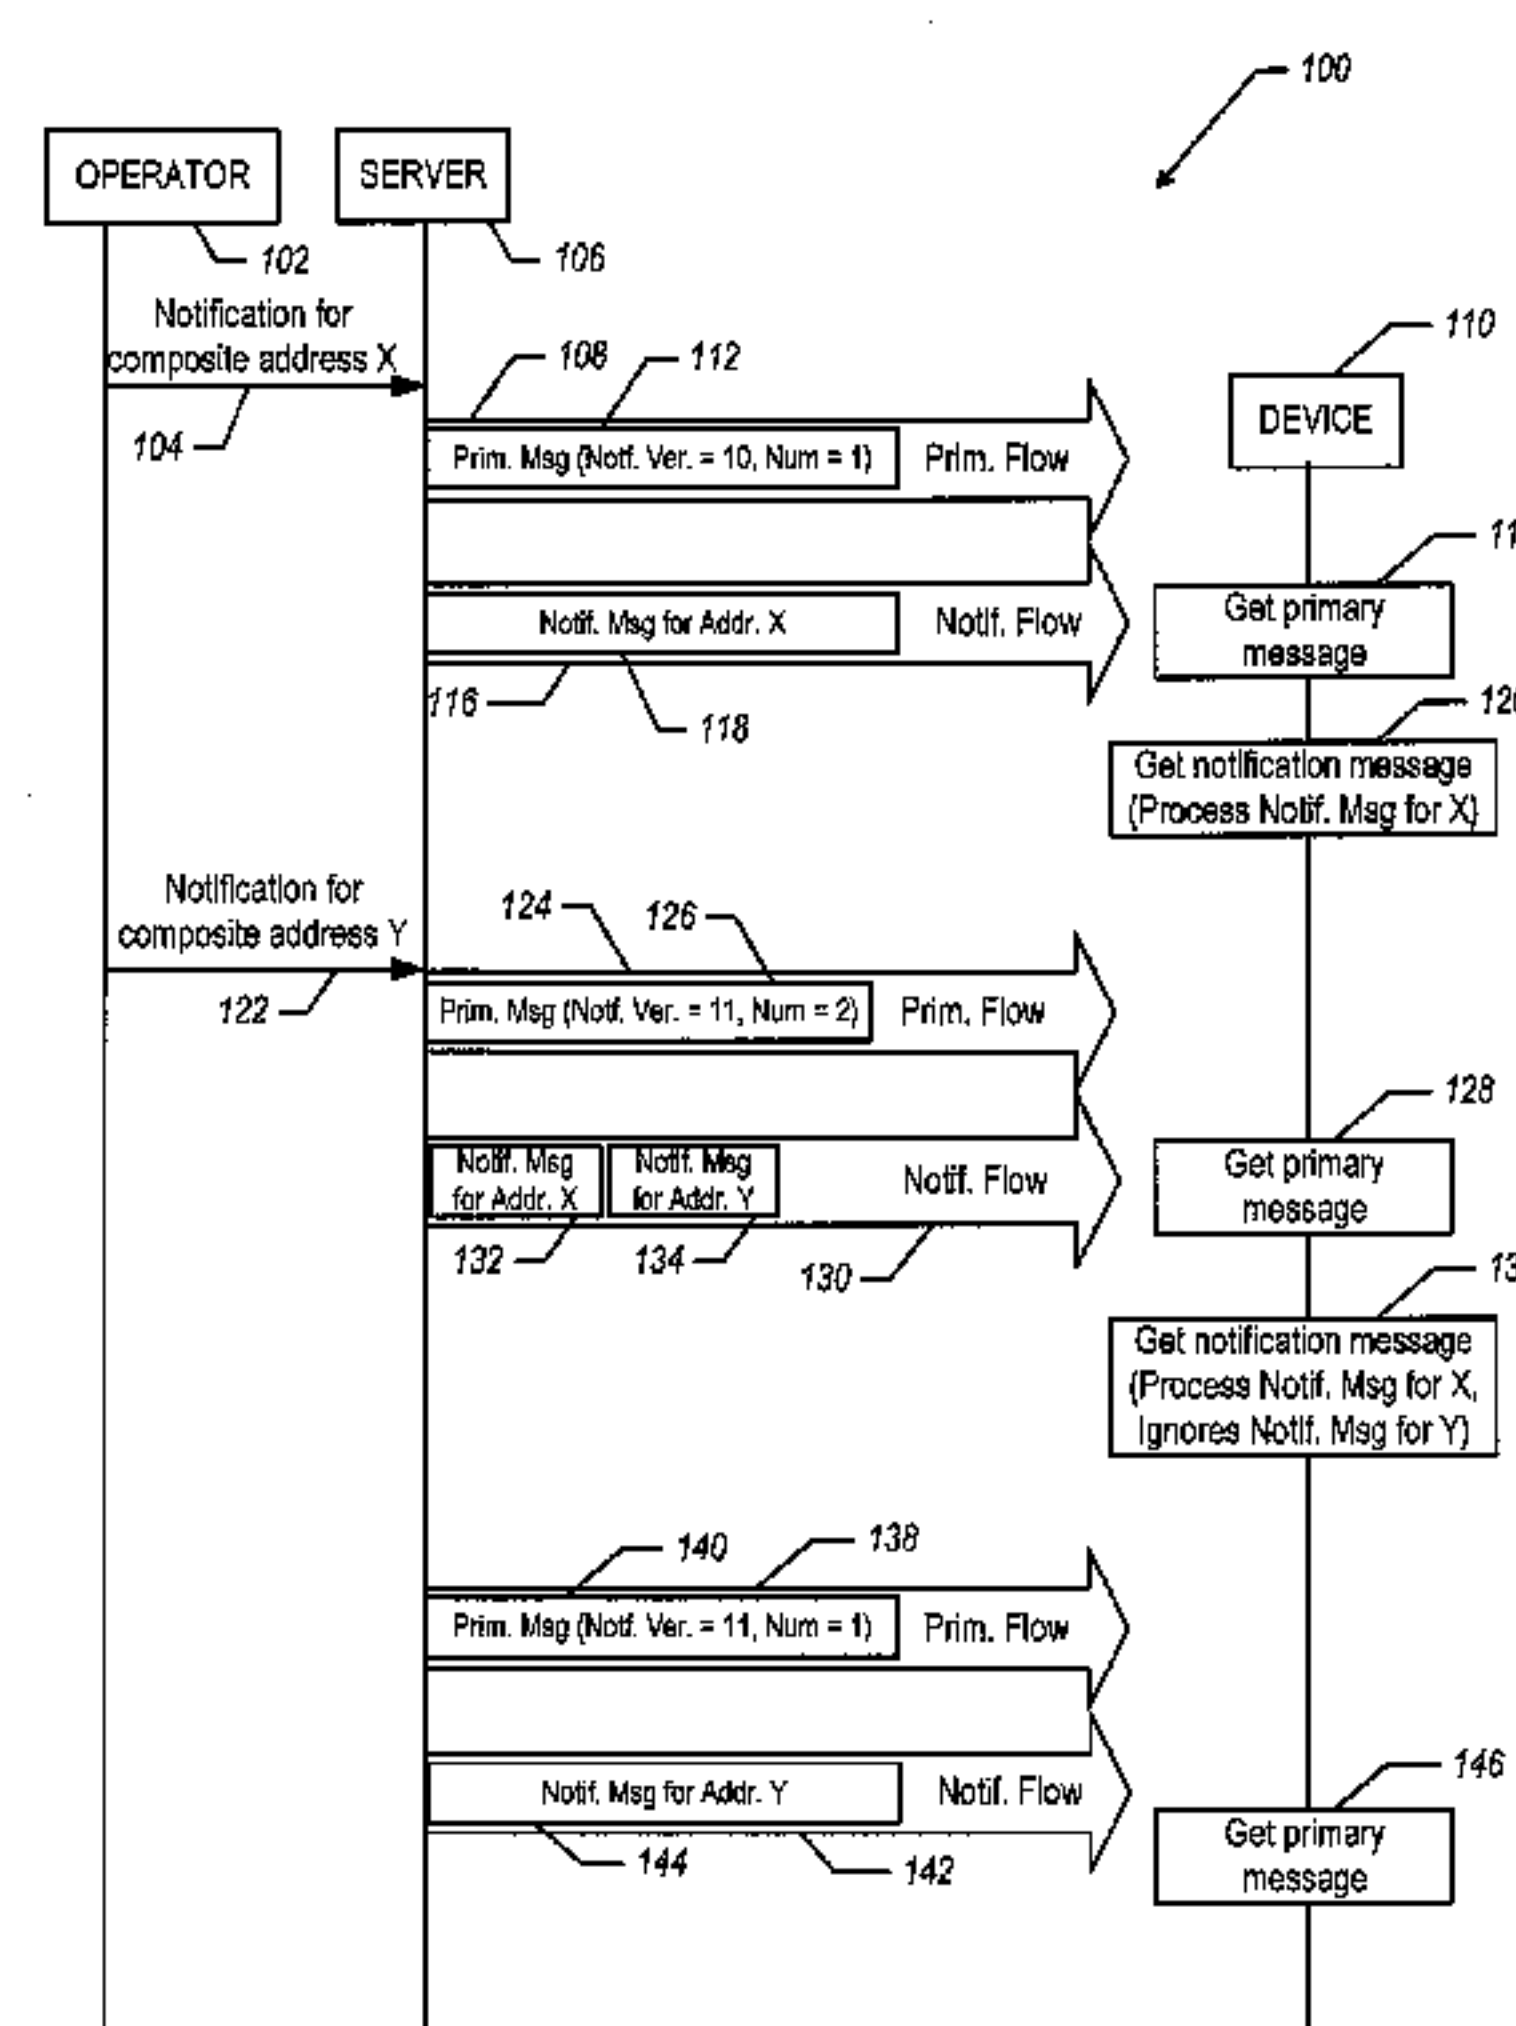 100
OPERATOR
SERVER
102
106
Notification for
composite address X
104
108
112
110
DEVICE
Prim. Msg (Notf. Ver. = 10, Num = 1)
Prim. Flow
11
Notif. Msg for Addr. X
Notif. Flow
Get primary
message
116
118
120
Get notification message
(Process Notif. Msg for X)
Notification for
composite address Y
122
124
126
Prim. Msg (Notf. Ver. = 11, Num = 2)
Prim. Flow
128
Notif. Msg
for Addr. X
Notif. Msg
for Addr. Y
Notif. Flow
Get primary
message
132
134
130
13
Get notification message
(Process Notif. Msg for X,
Ignores Notif. Msg for Y)
140
138
Prim. Msg (Notf. Ver. = 11, Num = 1)
Prim. Flow
Notif. Msg for Addr. Y
Notif. Flow
146
Get primary
message
144
142